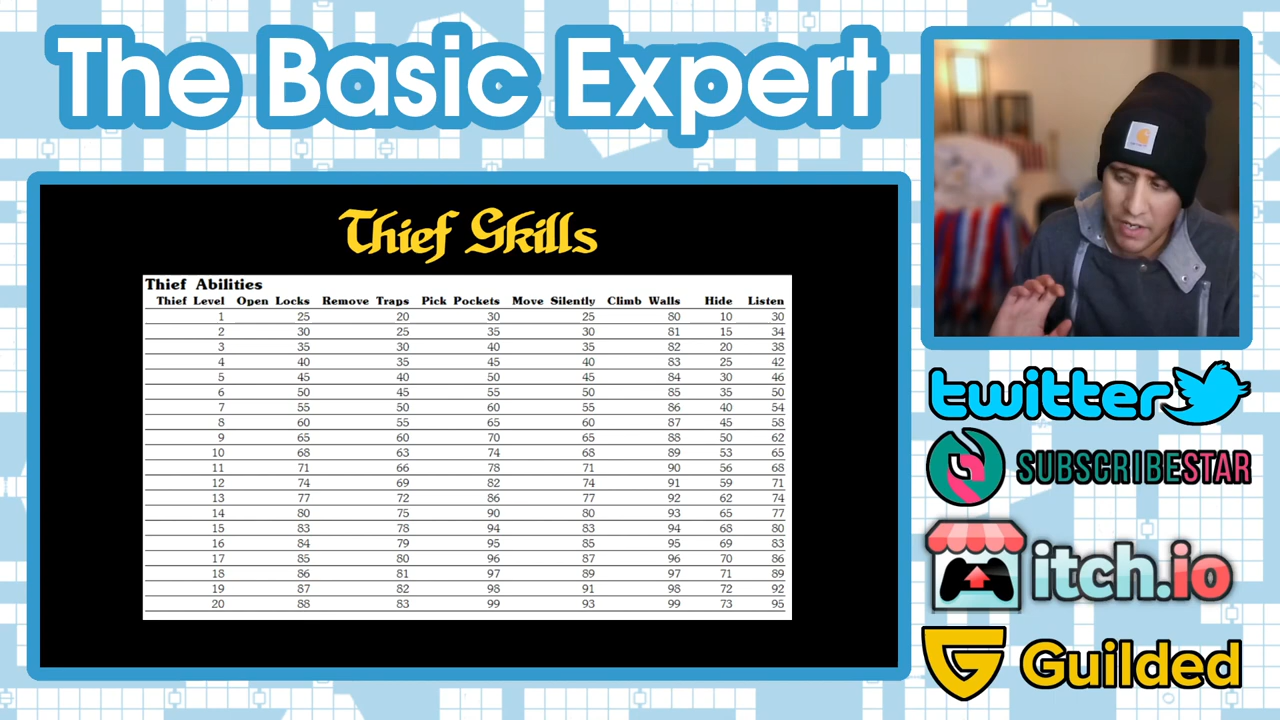 The Basic Expert
Thief Skills
Thief Abilities
Thief Level Open Locks Remove Traps Pick Pockets Move Silently Climb Walls Hide Listen
1 25 20 30 25 80 10 30
2 30 25 35 30 81 15 34
3 35 30 40 35 82 20 38
4 40 35 45 40 83 25 42
5 45 40 50 45 84 30 46
6 50 45 55 50 85 35 50
7 55 50 60 55 86 40 54
8 60 55 65 60 87 45 58
9 65 60 70 65 88 50 62
10 68 63 74 68 89 53 65
11 71 66 78 71 90 56 68
12 74 69 82 74 91 59 71
13 77 72 86 77 92 62 74
14 80 75 90 80 93 65 77
15 83 78 94 83 94 68 80
16 84 79 95 85 95 69 83
17 85 80 96 87 96 70 86
18 86 81 97 89 97 71 89
19 87 82 98 91 98 72 92
20 88 83 99 93 99 73 95
twitter
SUBSCRIBESTAR
itch.io
Guilded